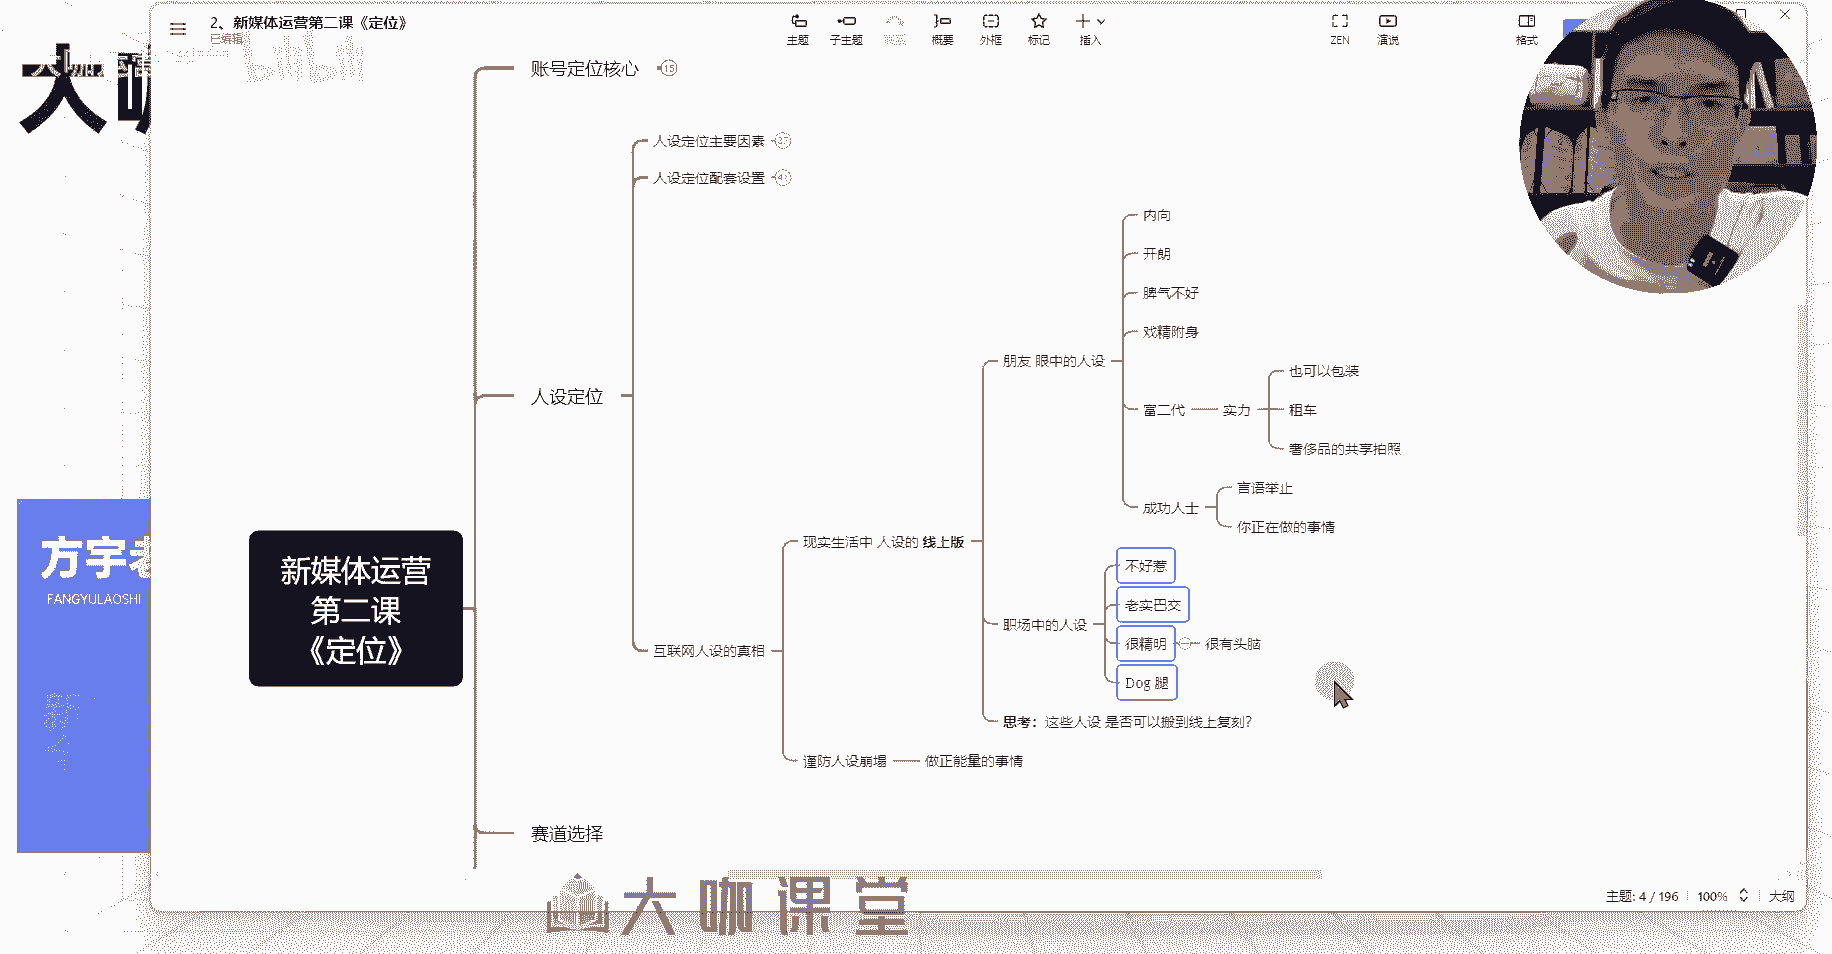 2、新媒体运营第二课《定位》
已编辑
主题
子主题
概要
外框
标记
插入
ZEN
演说
格式
bilibili
大咖
账号定位核心
15
人设定位主要因素
人设定位配套设置
内向
开朗
脾气不好
戏精附身
朋友 眼中的人设
也可以包装
富二代
实力
租车
奢侈品的共享拍照
人设定位
言语举止
成功人士
你正在做的事情
现实生活中 人设的 线上版
不好惹
老实巴交
职场中的人设
很精明
很有头脑
Dog 腿
互联网人设的真相
思考：这些人设 是否可以搬到线上复刻？
谨防人设崩塌
做正能量的事情
新媒体运营
第二课
《定位》
赛道选择
方宇老
FANGYULAOSHI
大咖课堂
主题: 4 / 196
100%
大纲